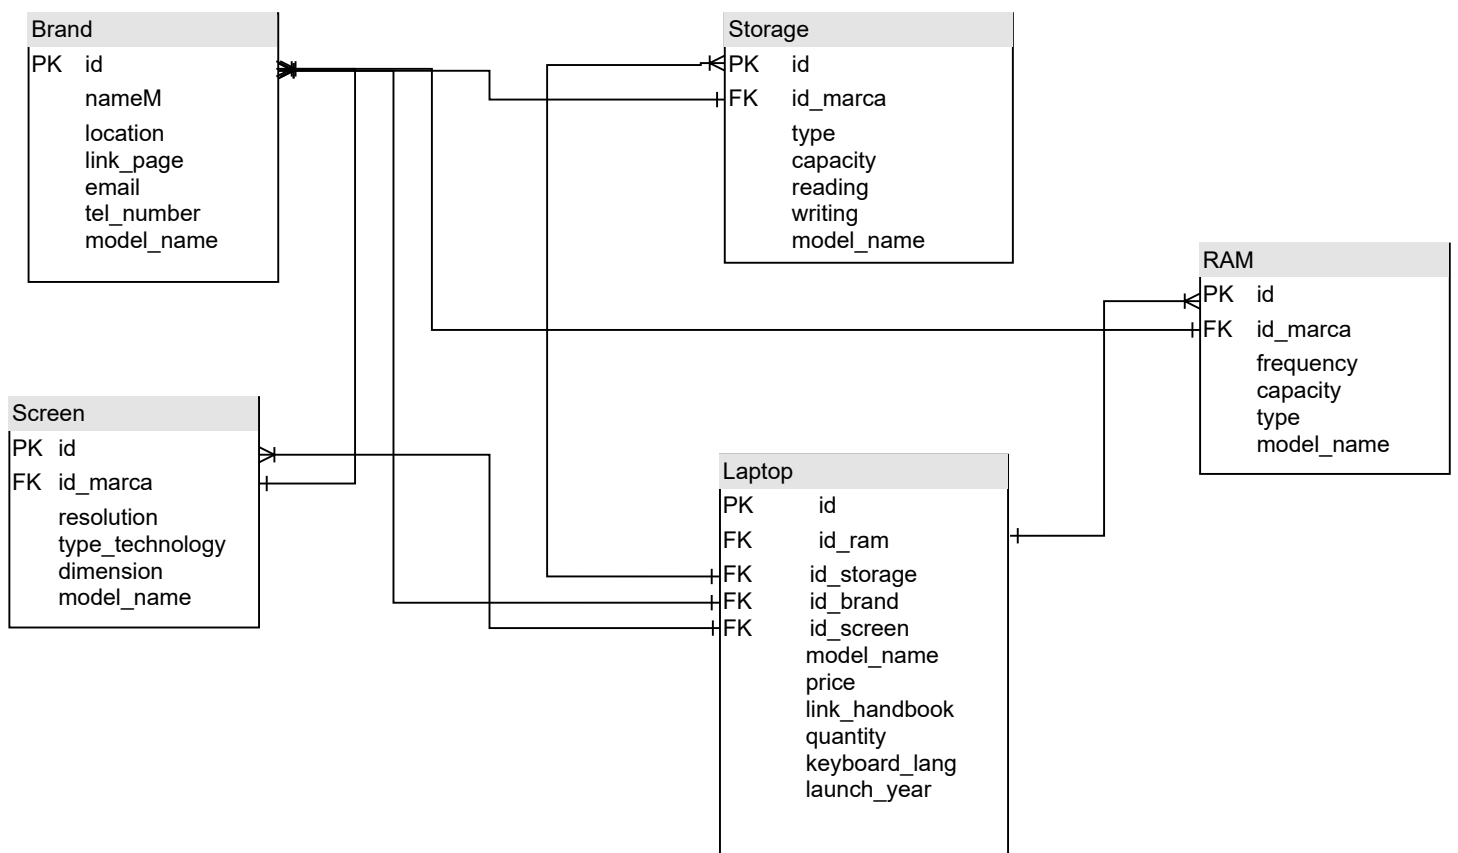 Brand
PK id
nameM
location
link_page
email
tel_number
model_name
Storage
PK id
FK id_marca
type
capacity
reading
writing
model_name
RAM
PK id
FK id_marca
frequency
capacity
type
model_name
Screen
PK id
FK id_marca
resolution
type_technology
dimension
model_name
Laptop
PK id
FK id_ram
FK id_storage
FK id_brand
FK id_screen
model_name
price
link_handbook
quantity
keyboard_lang
launch_year